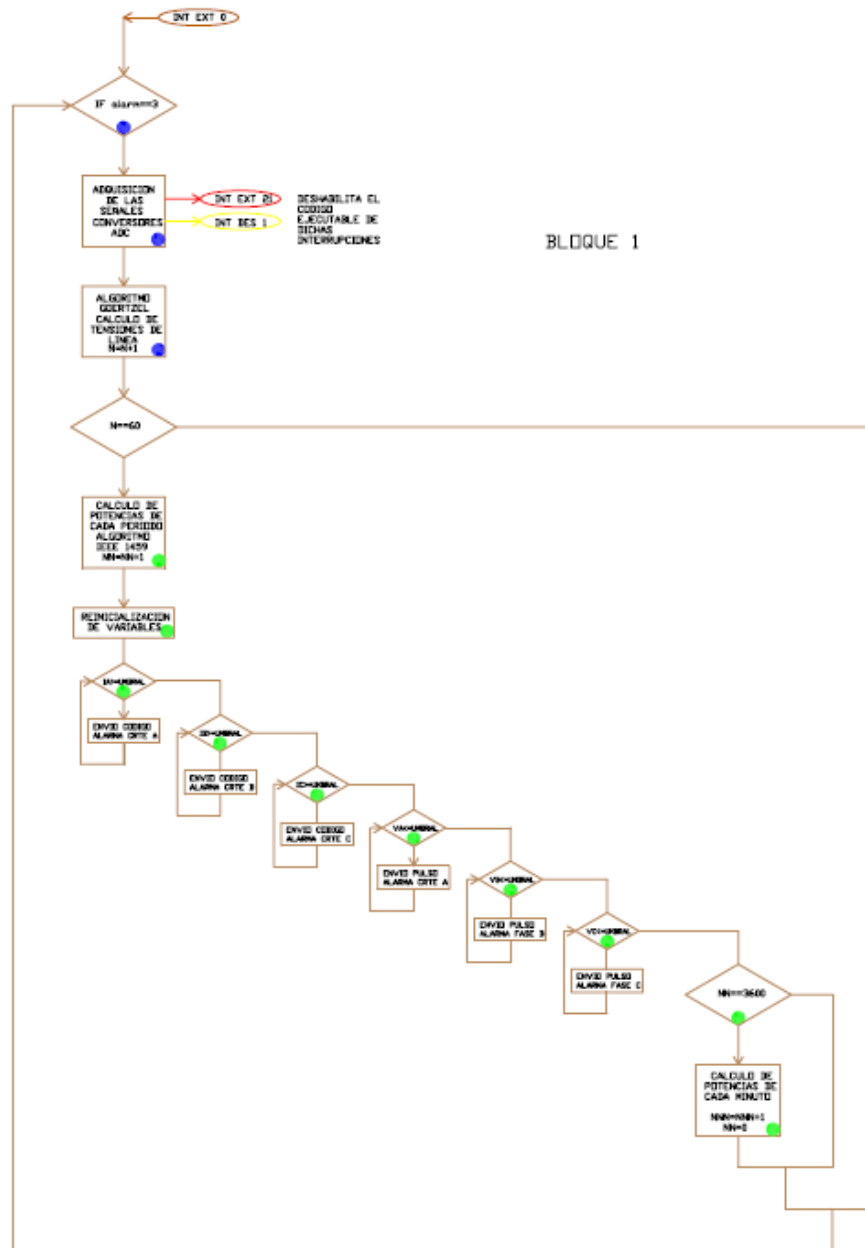 INT EXT 0
IF alarm==3
ADQUISICION
DE LAS
SEÑALES
CONVERSORES
ADC
INT EXT 21
INT DES 1
DESHABILITA EL
CODIGO
EJECUTABLE DE
DICHAS
INTERRUPCIONES
BLOQUE 1
ALGORITMO
GOERTZEL
CALCULO DE
TENSIONES DE
LINEA
N=N+1
N==60
CALCULO DE
POTENCIAS DE
CADA PERIODO
ALGORITMO
IEEE 1459
NN=NN+1
REINICIALIZACION
DE VARIABLES
ENVIO CODIGO
ALARMA CRTE A
ENVIO CODIGO
ALARMA CRTE B
ENVIO CODIGO
ALARMA CRTE C
ENVIO PULSO
ALARMA CRTE A
ENVIO PULSO
ALARMA FASE B
ENVIO PULSO
ALARMA FASE C
NN==3600
CALCULO DE
POTENCIAS DE
CADA MINUTO
NNN=NNN+1
NN=0